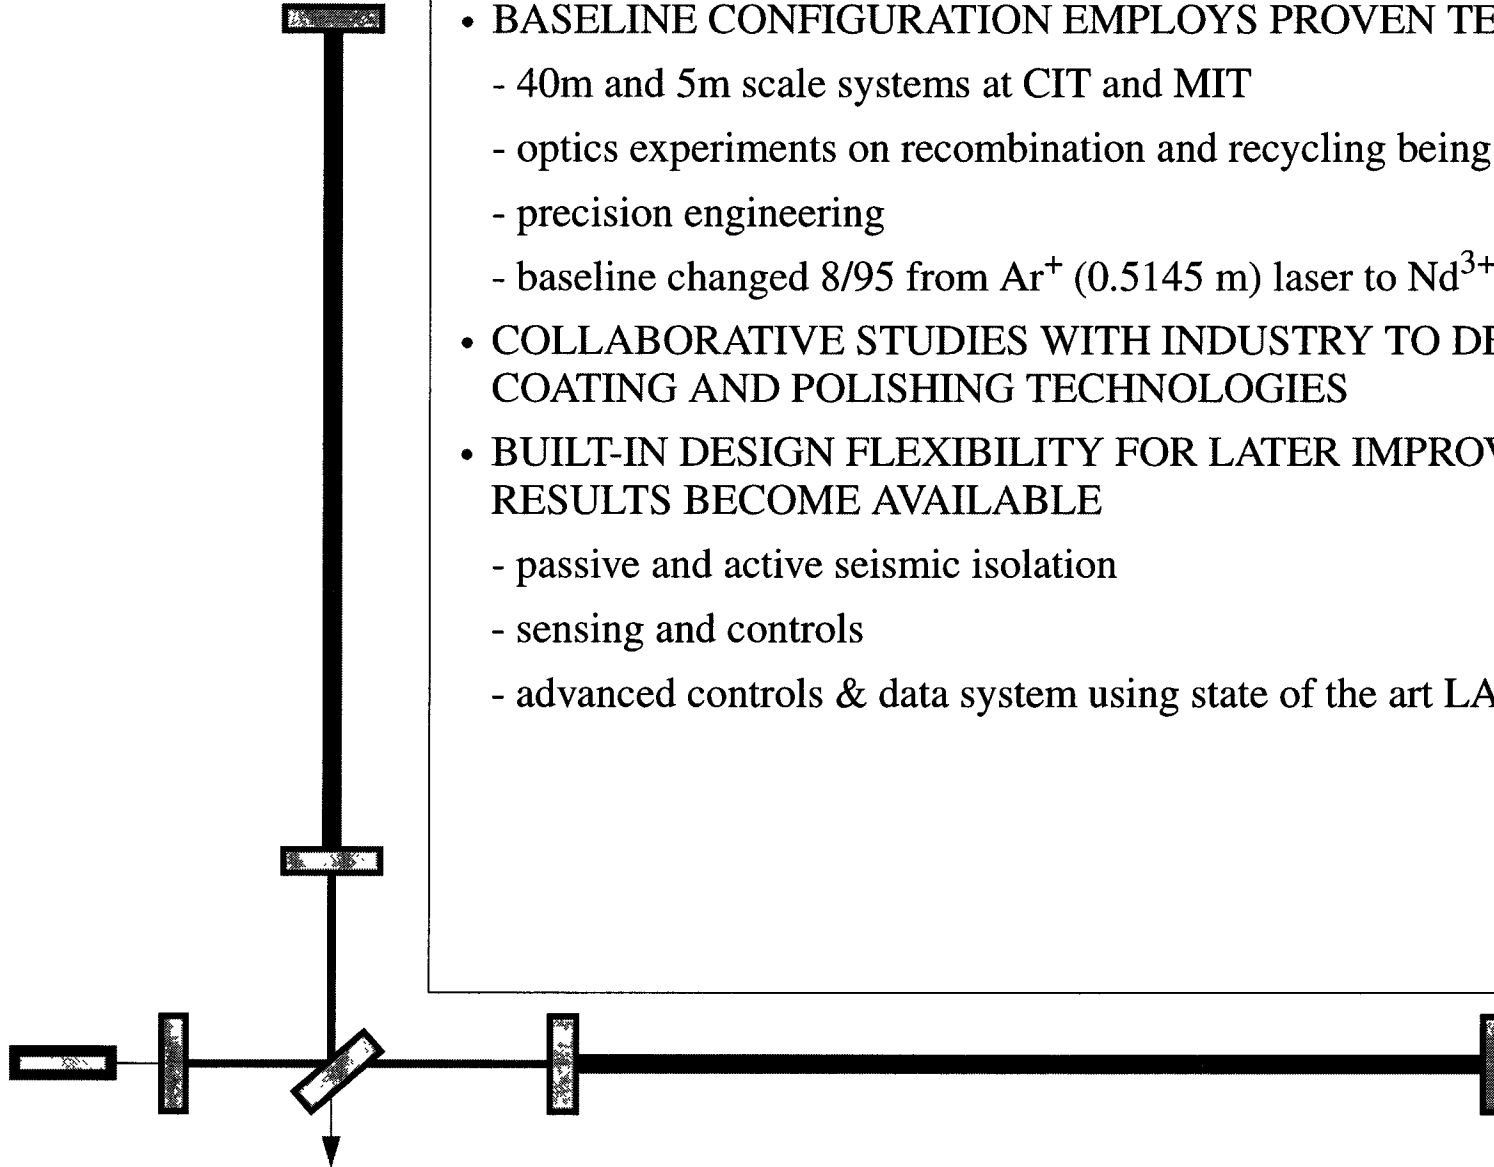 • BASELINE CONFIGURATION EMPLOYS PROVEN TE
- 40m and 5m scale systems at CIT and MIT
- optics experiments on recombination and recycling being
- precision engineering
- baseline changed 8/95 from Ar⁺ (0.5145 m) laser to Nd³⁺
• COLLABORATIVE STUDIES WITH INDUSTRY TO
COATING AND POLISHING TECHNOLOGIES
• BUILT-IN DESIGN FLEXIBILITY FOR LATER IMPROV
RESULTS BECOME AVAILABLE
- passive and active seismic isolation
- sensing and controls
- advanced controls & data system using state of the art LA